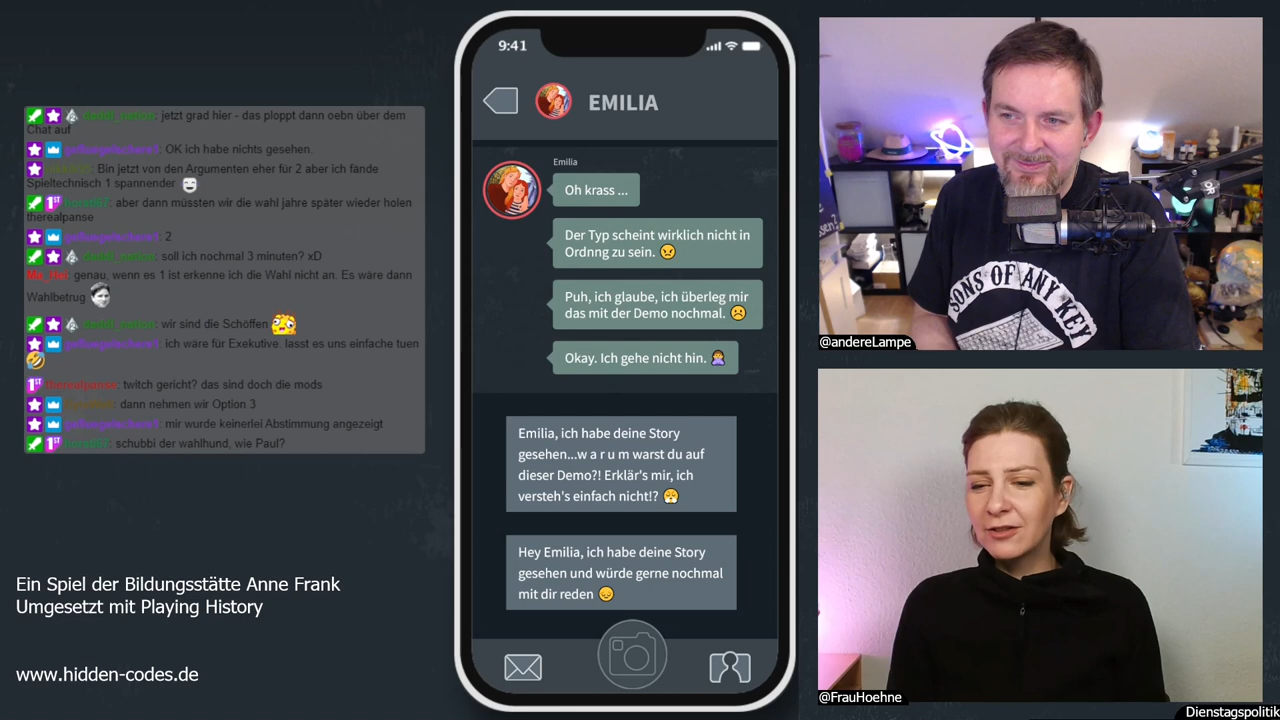 jetzt grad hier - das ploppt dann oebn über dem
Chat auf
OK ich habe nichts gesehen.
Bin jetzt von den Argumenten eher für 2 aber ich fände
Spieltechnisch 1 spannender
aber dann müssten wir die wahl jahre später wieder holen
therealpanse
2
soll ich nochmal 3 minuten? xD
genau, wenn es 1 ist erkenne ich die Wahl nicht an. Es wäre dann
Wahlbetrug
wir sind die Schöffen
ich wäre für Exekutive. lasst es uns einfache tuen
1ST therealpanse: twitch gericht? das sind doch die mods
dann nehmen wir Option 3
mir wurde keinerlei Abstimmung angezeigt
schubbi der wahlhund, wie Paul?
Ein Spiel der Bildungsstätte Anne Frank
Umgesetzt mit Playing History
www.hidden-codes.de
9:41
EMILIA
Emilia
Oh krass ...
Der Typ scheint wirklich nicht in
Ordnng zu sein. 😠
Puh, ich glaube, ich überleg mir
das mit der Demo nochmal. ☹️
Okay. Ich gehe nicht hin. 🙍‍♀️
Emilia, ich habe deine Story
gesehen...w a r u m warst du auf
dieser Demo?! Erklär's mir, ich
versteh's einfach nicht!? 😤
Hey Emilia, ich habe deine Story
gesehen und würde gerne nochmal
mit dir reden 😞
SONS OF ANY KEY
@andereLampe
@FrauHoehne
Dienstagspolitik